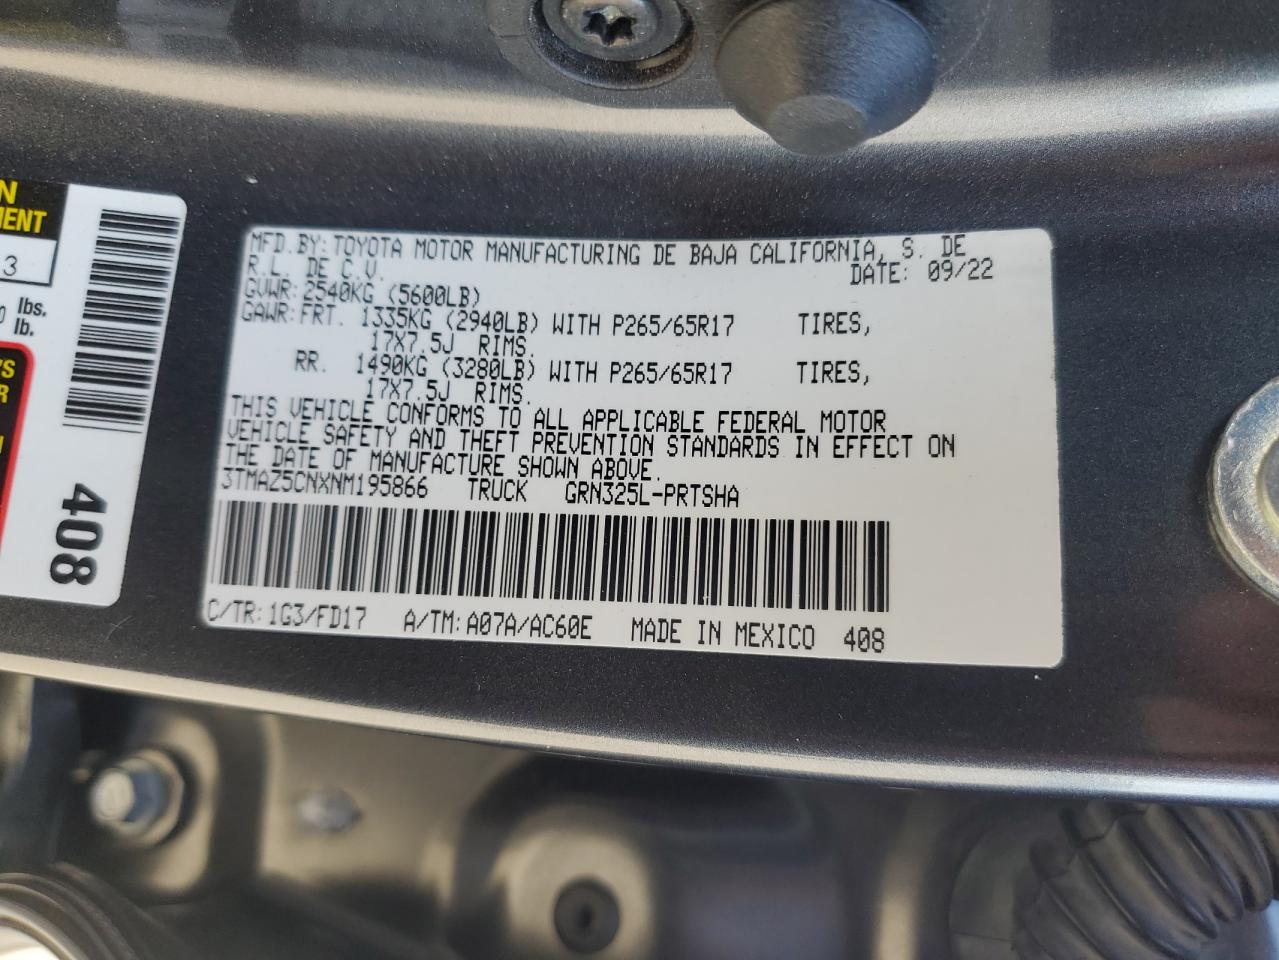 MFD.BY:TOYOTA MOTOR MANUFACTURING DE BAJA CALIFORNIA, S. DE
R.L. DE C.V.
DATE: 09/22
GVWR:2540KG (5600LB)
GAWR:FRT. 1335KG (2940LB) WITH P265/65R17 TIRES,
17X7.5J RIMS.
RR. 1490KG (3280LB) WITH P265/65R17 TIRES,
17X7.5J RIMS.
THIS VEHICLE CONFORMS TO ALL APPLICABLE FEDERAL MOTOR
VEHICLE SAFETY AND THEFT PREVENTION STANDARDS IN EFFECT ON
THE DATE OF MANUFACTURE SHOWN ABOVE.
3TMAZ5CNXNM195866 TRUCK GRN325L-PRTSHA
C/TR:1G3/FD17 A/TM:A07A/AC60E MADE IN MEXICO 408
3
lbs.
lb.
408